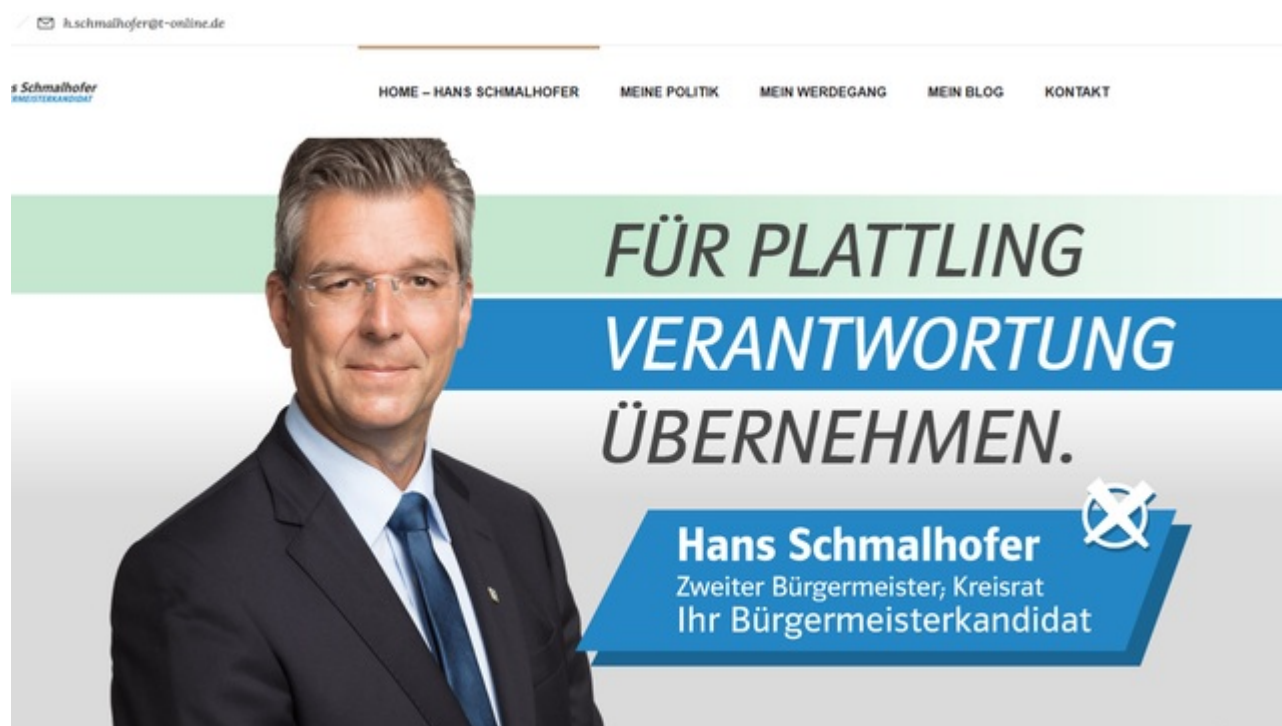 h.schmalhofer@t-online.de
s Schmalhofer
ERMEISTERKANDIDAT
HOME – HANS SCHMALHOFER MEINE POLITIK MEIN WERDEGANG MEIN BLOG KONTAKT
FÜR PLATTLING
VERANTWORTUNG
ÜBERNEHMEN.
Hans Schmalhofer
Zweiter Bürgermeister, Kreisrat
Ihr Bürgermeisterkandidat